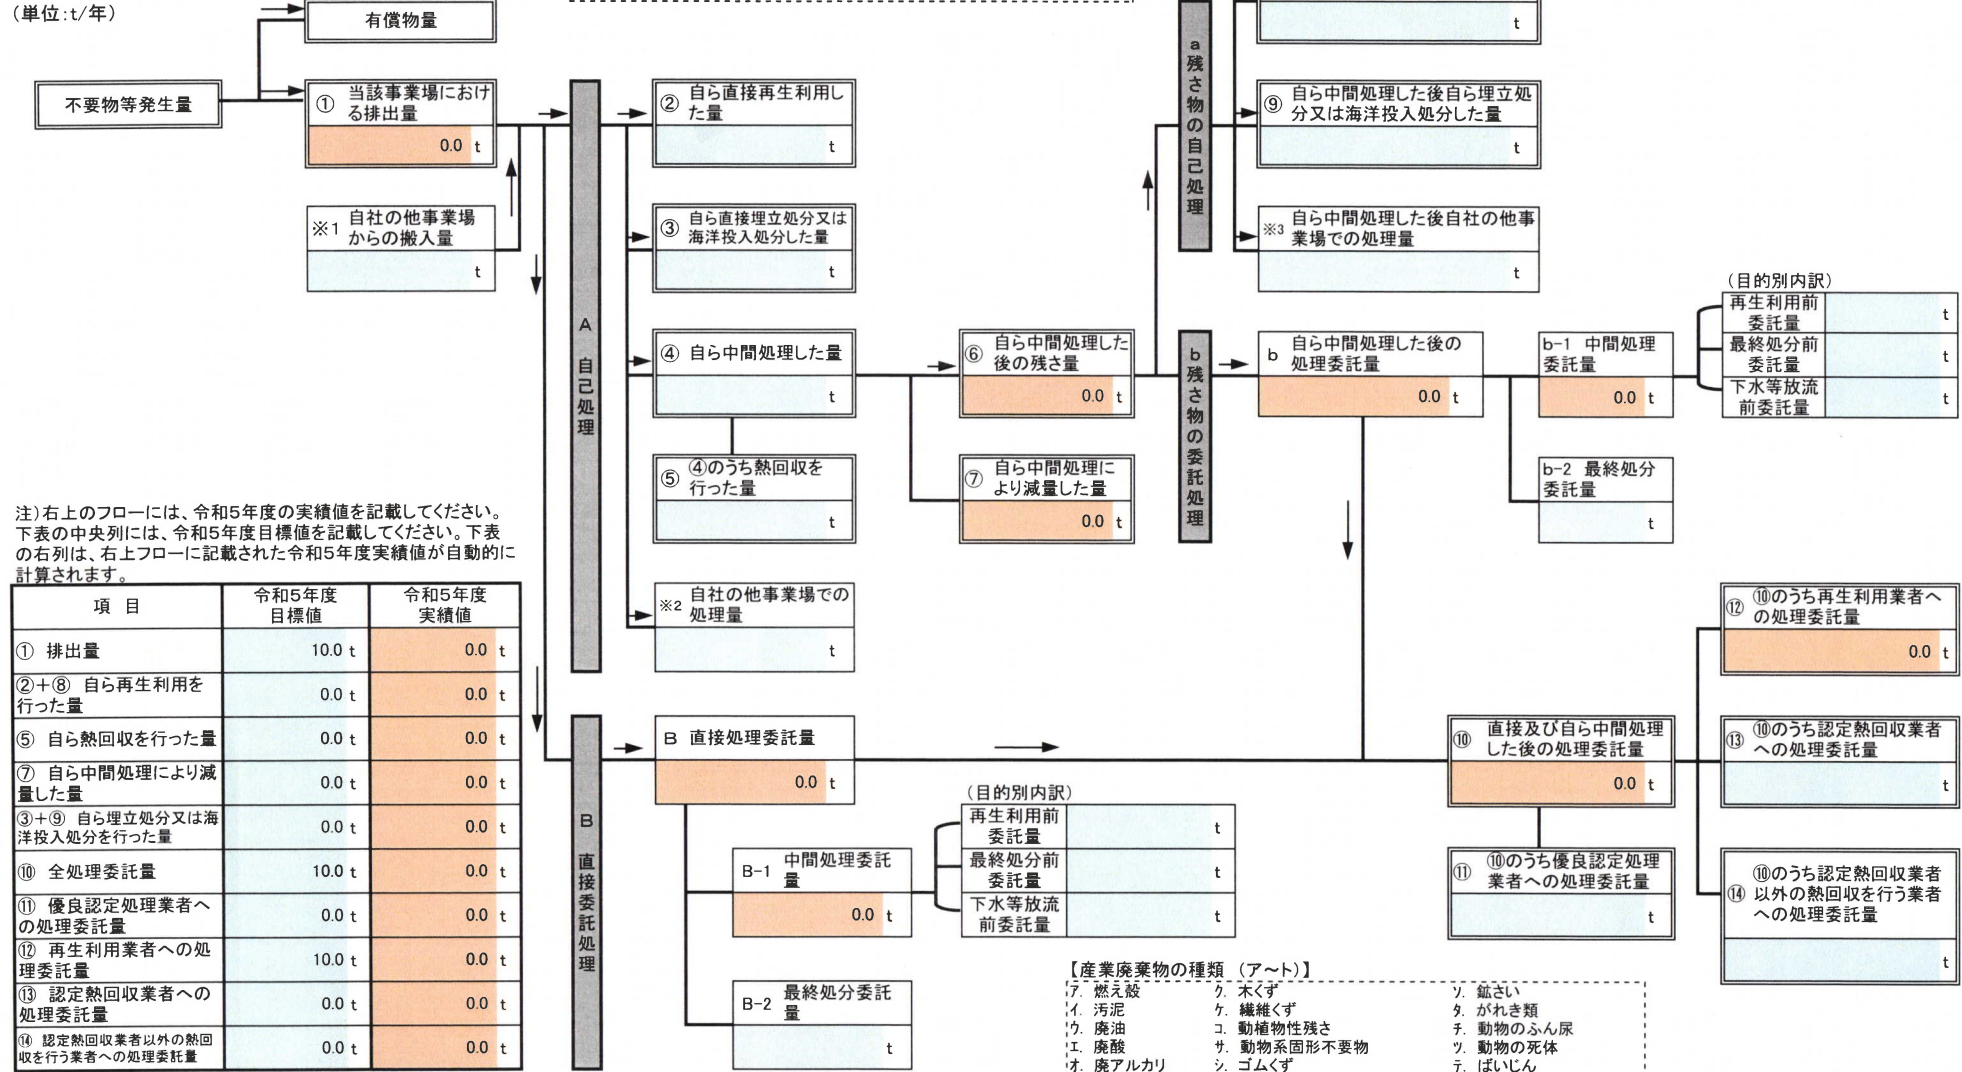 (単位:t/年)
有償物量
不要物等発生量
① 当該事業場におけ
る排出量
0.0 t
※1 自社の他事業場
からの搬入量
t
A 自己処理
② 自ら直接再生利用し
た量
t
③ 自ら直接埋立処分又は
海洋投入処分した量
t
④ 自ら中間処理した量
t
⑤ ④のうち熱回収を
行った量
t
※2 自社の他事業場での
処理量
t
⑥ 自ら中間処理した
後の残さ量
0.0 t
⑦ 自ら中間処理に
より減量した量
0.0 t
a残さ物の自己処理
t
⑨ 自ら中間処理した後自ら埋立処
分又は海洋投入処分した量
t
※3 自ら中間処理した後自社の他事
業場での処理量
t
b残さ物の委託処理
b 自ら中間処理した後の
処理委託量
0.0 t
b-1 中間処理
委託量
0.0 t
b-2 最終処分
委託量
t
(目的別内訳)
再生利用前
委託量 t
最終処分前
委託量 t
下水等放流
前委託量 t
注)右上のフローには、令和5年度の実績値を記載してください。
下表の中央列には、令和5年度目標値を記載してください。下表
の右列は、右上フローに記載された令和5年度実績値が自動的に
計算されます。
項 目 令和5年度
目標値 令和5年度
実績値
① 排出量 10.0 t 0.0 t
②+⑧ 自ら再生利用を
行った量 0.0 t 0.0 t
⑤ 自ら熱回収を行った量 0.0 t 0.0 t
⑦ 自ら中間処理により減
量した量 0.0 t 0.0 t
③+⑨ 自ら埋立処分又は海
洋投入処分を行った量 0.0 t 0.0 t
⑩ 全処理委託量 10.0 t 0.0 t
⑪ 優良認定処理業者へ
の処理委託量 0.0 t 0.0 t
⑫ 再生利用業者への処
理委託量 10.0 t 0.0 t
⑬ 認定熱回収業者への
処理委託量 0.0 t 0.0 t
⑭ 認定熱回収業者以外の熱回
収を行う業者への処理委託量 0.0 t 0.0 t
B 直接委託処理
B 直接処理委託量
0.0 t
B-1 中間処理委託
量
0.0 t
B-2 最終処分委託
量
t
(目的別内訳)
再生利用前
委託量 t
最終処分前
委託量 t
下水等放流
前委託量 t
⑩ 直接及び自ら中間処理
した後の処理委託量
0.0 t
⑪ ⑩のうち優良認定処理
業者への処理委託量
t
⑫ ⑩のうち再生利用業者へ
の処理委託量
0.0 t
⑬ ⑩のうち認定熱回収業者
への処理委託量
t
⑭ ⑩のうち認定熱回収業者
以外の熱回収を行う業者
への処理委託量
t
【産業廃棄物の種類 (ア~ト)】
ア. 燃え殻 ク. 木くず ソ. 鉱さい
イ. 汚泥 ケ. 繊維くず タ. がれき類
ウ. 廃油 コ. 動植物性残さ チ. 動物のふん尿
エ. 廃酸 サ. 動物系固形不要物 ツ. 動物の死体
オ. 廃アルカリ シ. ゴムくず テ. ばいじん